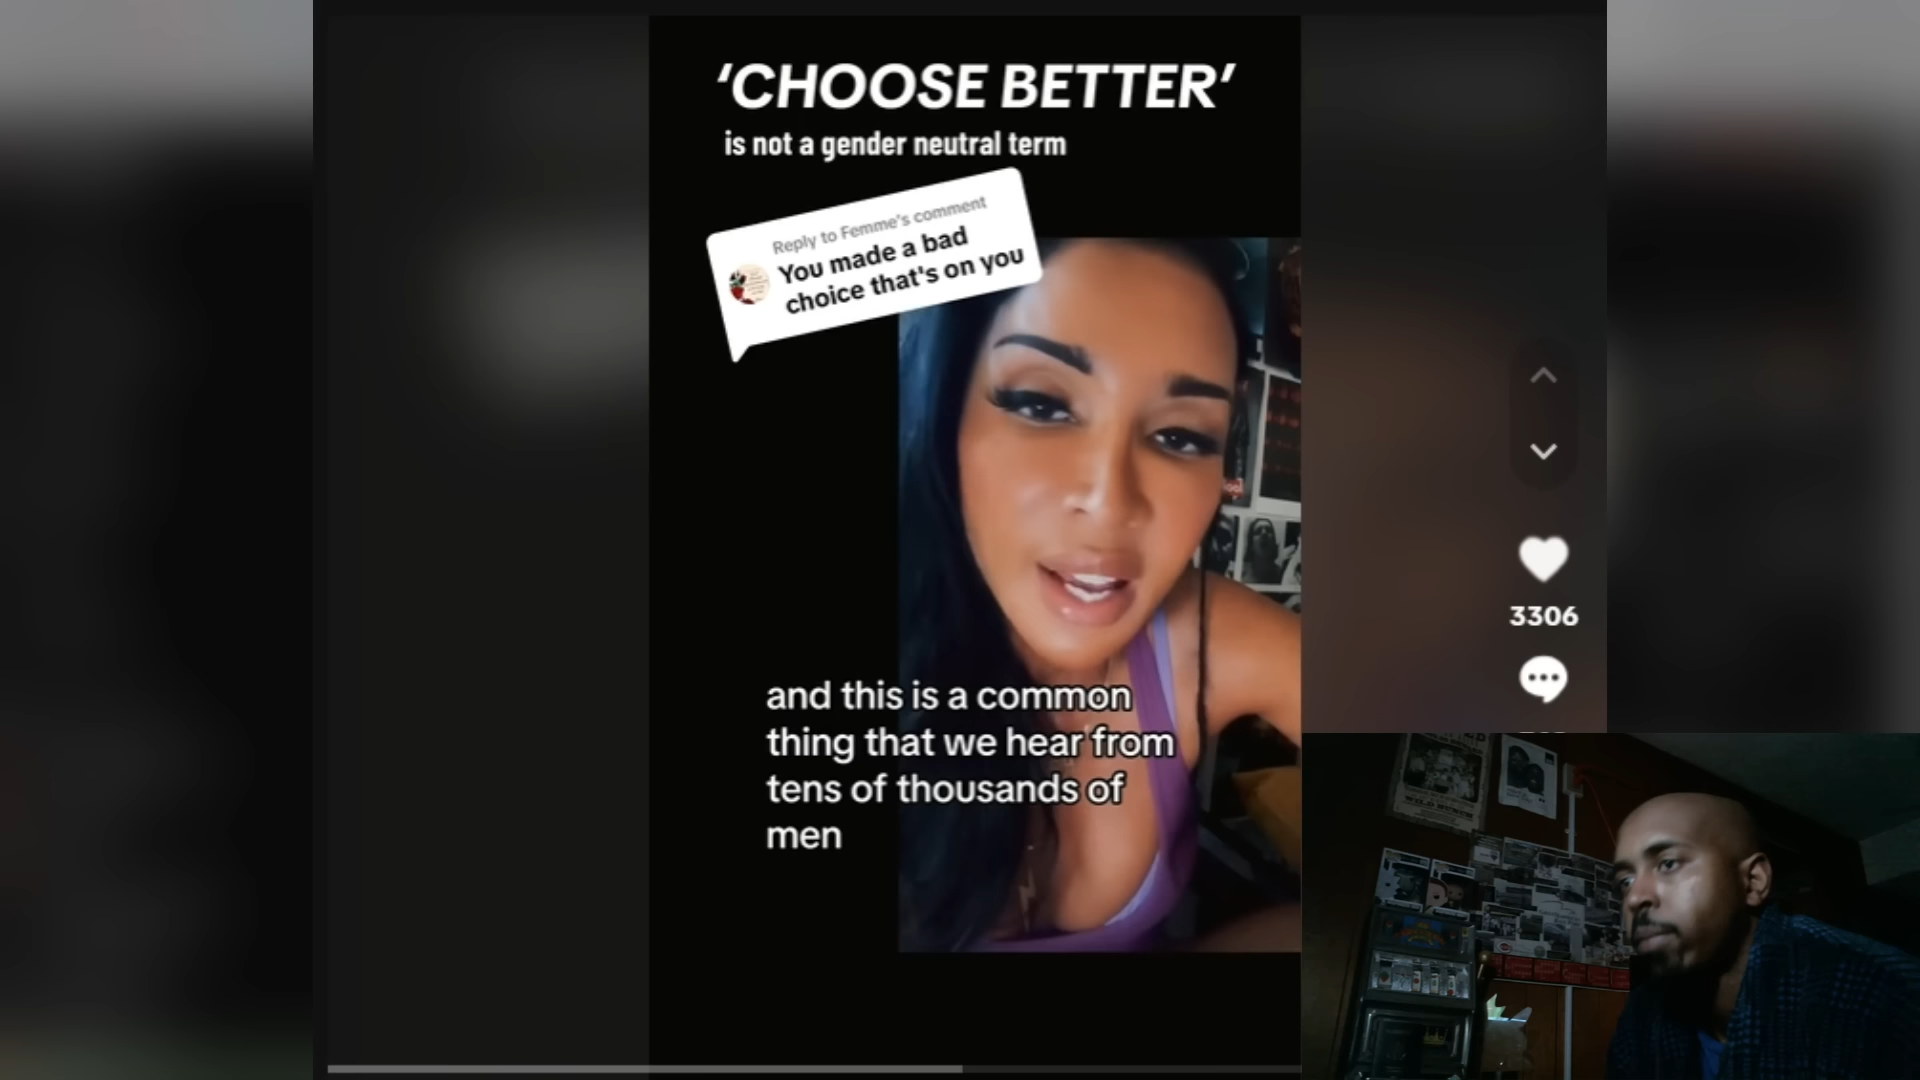 ‘CHOOSE BETTER’
is not a gender neutral term
Reply to Femme's comment
You made a bad
choice that's on you
and this is a common
thing that we hear from
tens of thousands of
men
3306